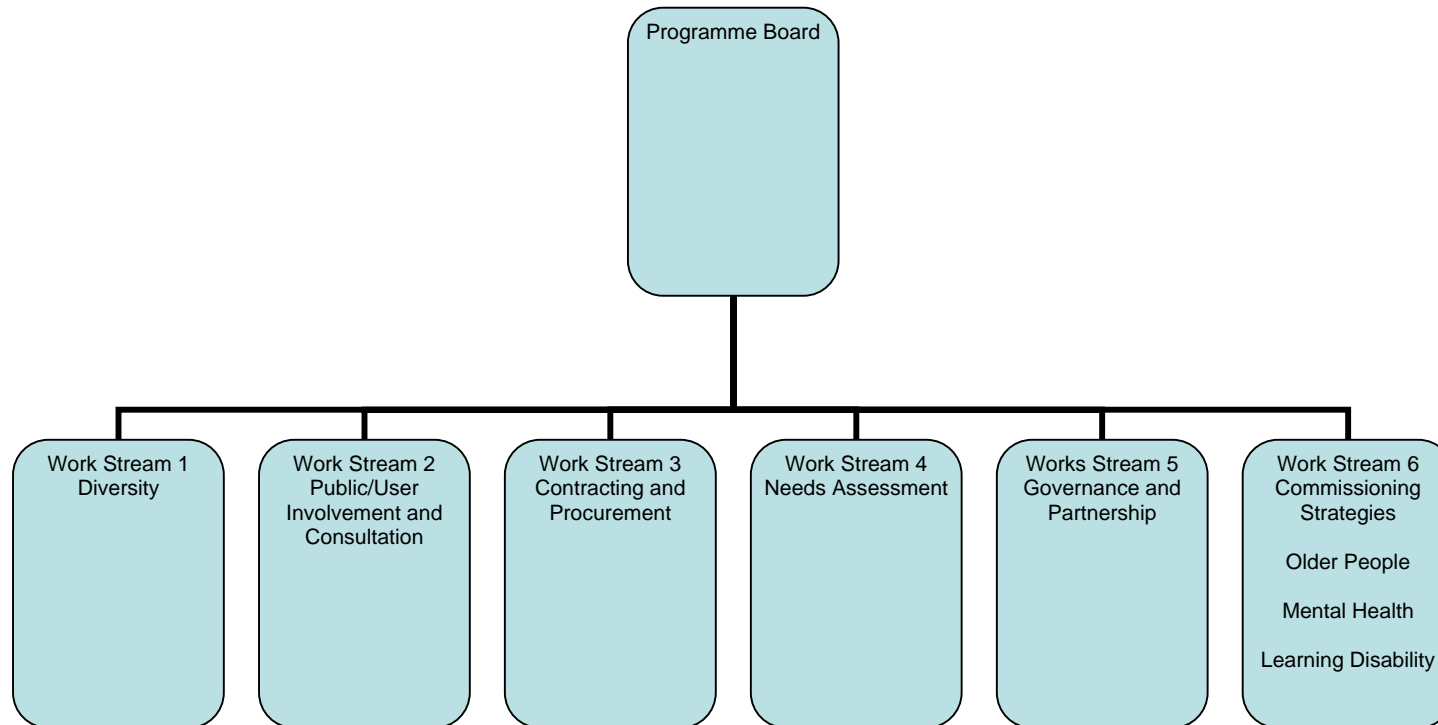 Programme Board
Work Stream 1
Diversity
Work Stream 2
Public/User
Involvement and
Consultation
Work Stream 3
Contracting and
Procurement
Work Stream 4
Needs Assessment
Works Stream 5
Governance and
Partnership
Work Stream 6
Commissioning
Strategies
Older People
Mental Health
Learning Disability